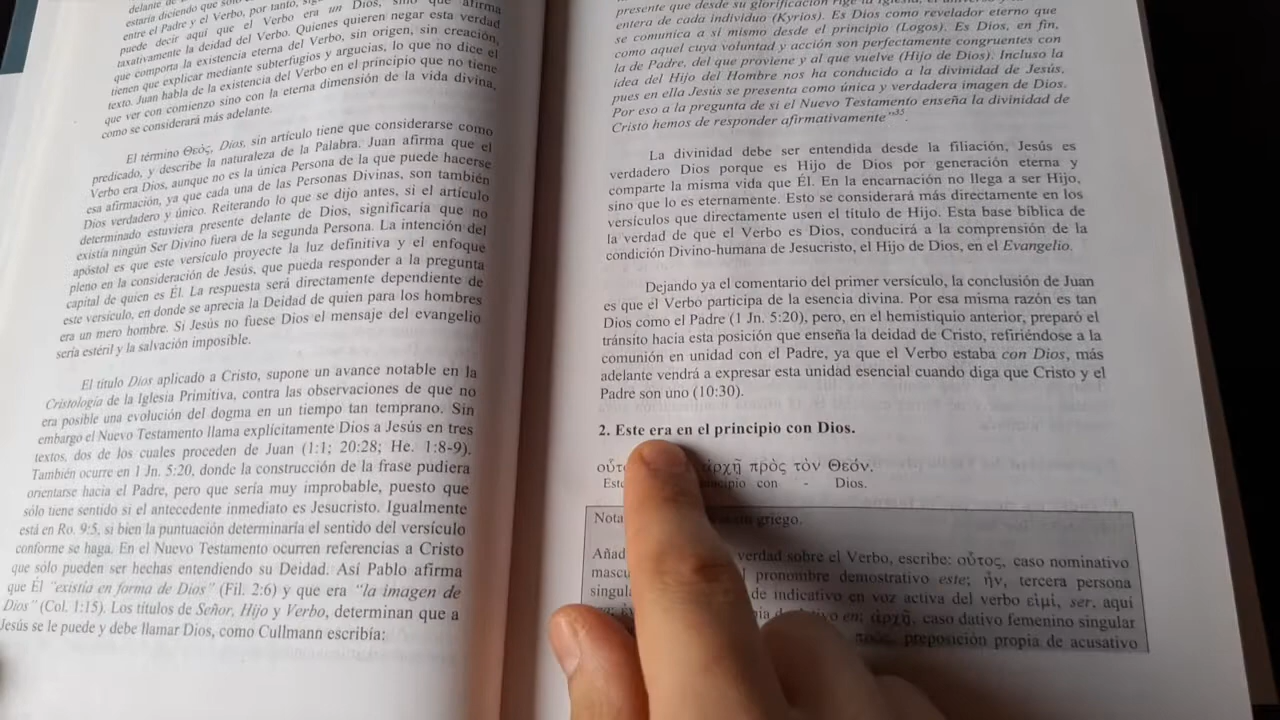 delante de
estaría diciendo que sólo
entre el Padre y el Verbo, por tanto,
puede decir aquí que el Verbo era un Dios, sino que afirma
taxativamente la deidad del Verbo. Quienes quieren negar esta verdad
que comporta la existencia eterna del Verbo, sin origen, sin creación,
tienen que explicar mediante subterfugios y argucias, lo que no dice el
texto. Juan habla de la existencia del Verbo en el principio que no tiene
que ver con comienzo sino con la eterna dimensión de la vida divina,
como se considerará más adelante.
El término Θεός, Dios, sin artículo tiene que considerarse como
predicado, y describe la naturaleza de la Palabra. Juan afirma que el
Verbo era Dios, aunque no es la única Persona de la que puede hacerse
esa afirmación, ya que cada una de las Personas Divinas, son también
Dios verdadero y único. Reiterando lo que se dijo antes, si el artículo
determinado estuviera presente delante de Dios, significaría que no
existía ningún Ser Divino fuera de la segunda Persona. La intención del
apóstol es que este versículo proyecte la luz definitiva y el enfoque
pleno en la consideración de Jesús, que pueda responder a la pregunta
capital de quien es Él. La respuesta será directamente dependiente de
este versículo, en donde se aprecia la Deidad de quien para los hombres
era un mero hombre. Si Jesús no fuese Dios el mensaje del evangelio
sería estéril y la salvación imposible.
El título Dios aplicado a Cristo, supone un avance notable en la
Cristología de la Iglesia Primitiva, contra las observaciones de que no
era posible una evolución del dogma en un tiempo tan temprano. Sin
embargo el Nuevo Testamento llama explícitamente Dios a Jesús en tres
textos, dos de los cuales proceden de Juan (1:1; 20:28; He. 1:8-9).
También ocurre en 1 Jn. 5:20, donde la construcción de la frase pudiera
orientarse hacia el Padre, pero que sería muy improbable, puesto que
sólo tiene sentido si el antecedente inmediato es Jesucristo. Igualmente
está en Ro. 9:5, si bien la puntuación determinaría el sentido del versículo
conforme se haga. En el Nuevo Testamento ocurren referencias a Cristo
que sólo pueden ser hechas entendiendo su Deidad. Así Pablo afirma
que Él "existía en forma de Dios" (Fil. 2:6) y que era "la imagen de
Dios" (Col. 1:15). Los títulos de Señor, Hijo y Verbo, determinan que a
Jesús se le puede y debe llamar Dios, como Cullmann escribía:
presente que desde su glorificación rige la Iglesia, el universo y la
entera de cada individuo (Kyrios). Es Dios como revelador eterno que
se comunica a sí mismo desde el principio (Logos). Es Dios, en fin,
como aquel cuya voluntad y acción son perfectamente congruentes con
la de Padre, del que proviene y al que vuelve (Hijo de Dios). Incluso la
idea del Hijo del Hombre nos ha conducido a la divinidad de Jesús,
pues en ella Jesús se presenta como única y verdadera imagen de Dios.
Por eso a la pregunta de si el Nuevo Testamento enseña la divinidad de
Cristo hemos de responder afirmativamente"³⁵.
La divinidad debe ser entendida desde la filiación, Jesús es
verdadero Dios porque es Hijo de Dios por generación eterna y
comparte la misma vida que Él. En la encarnación no llega a ser Hijo,
sino que lo es eternamente. Esto se considerará más directamente en los
versículos que directamente usen el título de Hijo. Esta base bíblica de
la verdad de que el Verbo es Dios, conducirá a la comprensión de la
condición Divino-humana de Jesucristo, el Hijo de Dios, en el Evangelio.
Dejando ya el comentario del primer versículo, la conclusión de Juan
es que el Verbo participa de la esencia divina. Por esa misma razón es tan
Dios como el Padre (1 Jn. 5:20), pero, en el hemistiquio anterior, preparó el
tránsito hacia esta posición que enseña la deidad de Cristo, refiriéndose a la
comunión en unidad con el Padre, ya que el Verbo estaba con Dios, más
adelante vendrá a expresar esta unidad esencial cuando diga que Cristo y el
Padre son uno (10:30).
2. Este era en el principio con Dios.
ἀρχῇ πρὸς τὸν Θεόν.
con - Dios.
griego.
verdad sobre el Verbo, escribe: οὗτος, caso nominativo
pronombre demostrativo este; ἦν, tercera persona
de indicativo en voz activa del verbo εἰμί, ser, aquí
en; ἀρχῇ, caso dativo femenino singular
πρὸς, preposición propia de acusativo